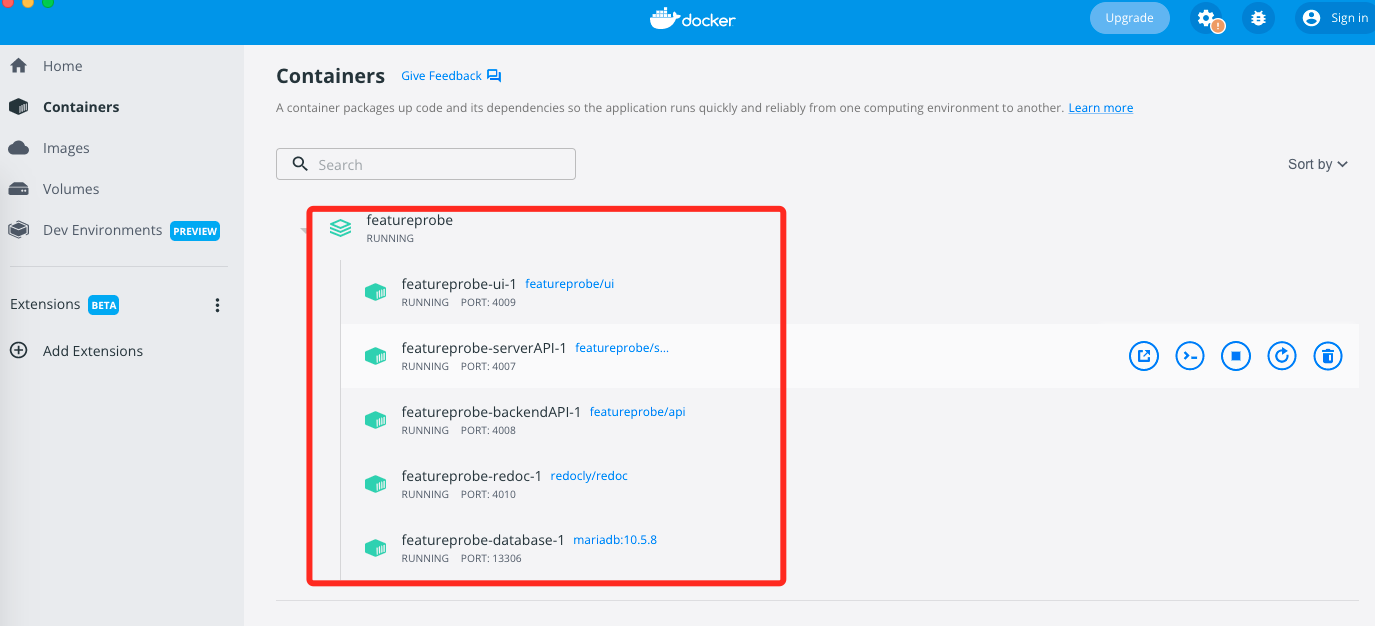 docker
Upgrade
Sign in
Home
Containers
Images
Volumes
Dev Environments PREVIEW
Extensions BETA
Add Extensions
Containers Give Feedback
A container packages up code and its dependencies so the application runs quickly and reliably from one computing environment to another. Learn more
Search
Sort by
featureprobe
RUNNING
featureprobe-ui-1 featureprobe/ui
RUNNING PORT: 4009
featureprobe-serverAPI-1 featureprobe/s...
RUNNING PORT: 4007
featureprobe-backendAPI-1 featureprobe/api
RUNNING PORT: 4008
featureprobe-redoc-1 redocly/redoc
RUNNING PORT: 4010
featureprobe-database-1 mariadb:10.5.8
RUNNING PORT: 13306